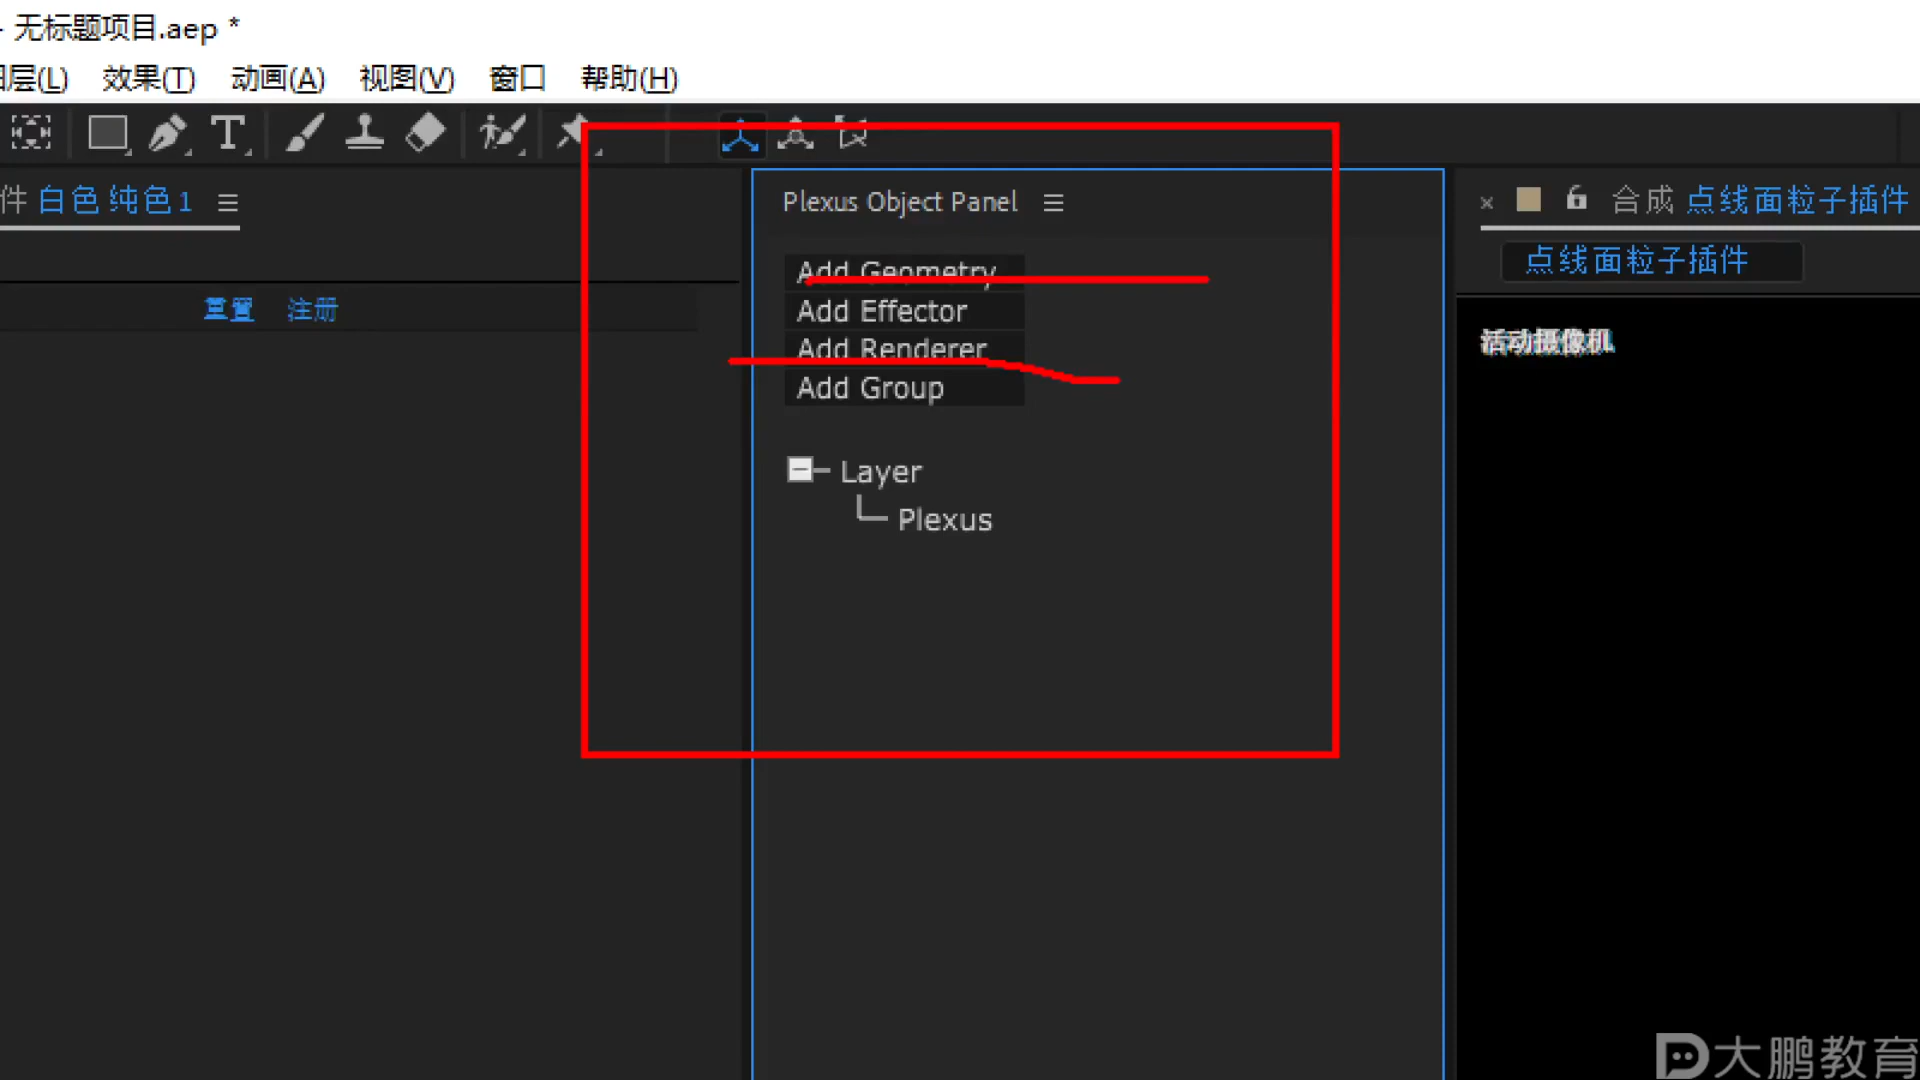 - 无标题项目.aep *
图层(L) 效果(T) 动画(A) 视图(V) 窗口 帮助(H)
件 白色 纯色 1
重置 注册
Plexus Object Panel
Add Geometry
Add Effector
Add Renderer
Add Group
Layer
Plexus
× 合成 点线面粒子插件
点线面粒子插件
活动摄像机
大鹏教育